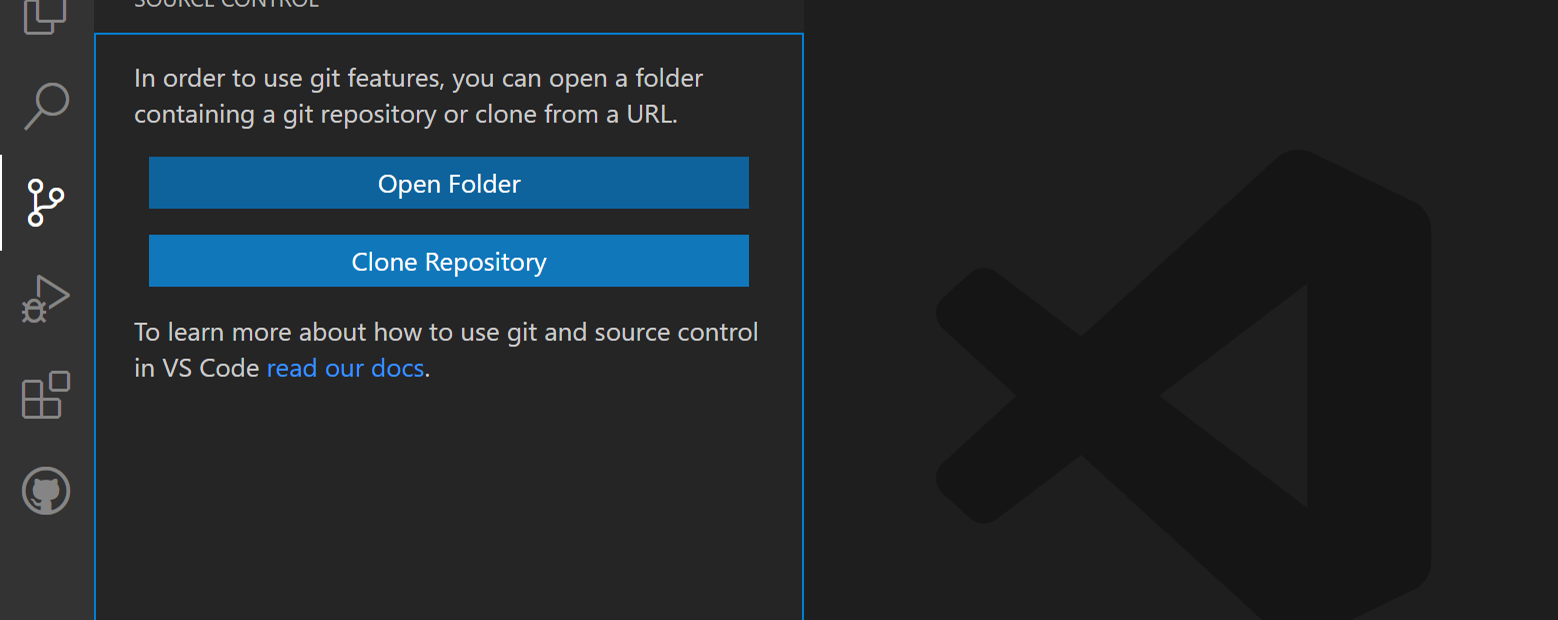 SOURCE CONTROL
In order to use git features, you can open a folder
containing a git repository or clone from a URL.
Open Folder
Clone Repository
To learn more about how to use git and source control
in VS Code read our docs.